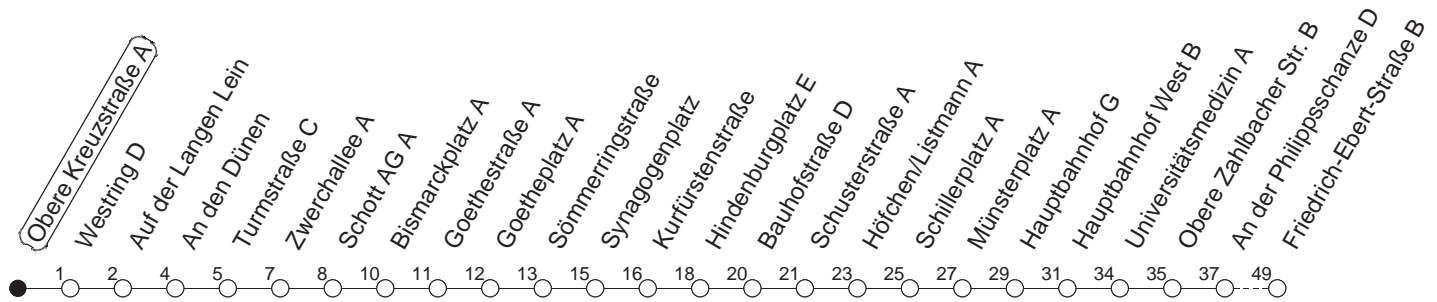 Obere Kreuzstraße A
Westring D
Auf der Langen Lein
An den Dünen
Turmstraße C
Zwerchallee A
Schott AG A
Bismarckplatz A
Goethestraße A
Goetheplatz A
Sömmerringstraße
Synagogenplatz
Kurfürstenstraße
Hindenburgplatz E
Bauhofstraße D
Schusterstraße A
Höfchen/Listmann A
Schillerplatz A
Münsterplatz A
Hauptbahnhof G
Hauptbahnhof West B
Universitätsmedizin A
Obere Zahlbacher Str. B
An der Philippsschanze D
Friedrich-Ebert-Straße B
1 2 4 5 7 8 10 11 12 13 15 16 18 20 21 23 25 27 29 31 34 35 37 49